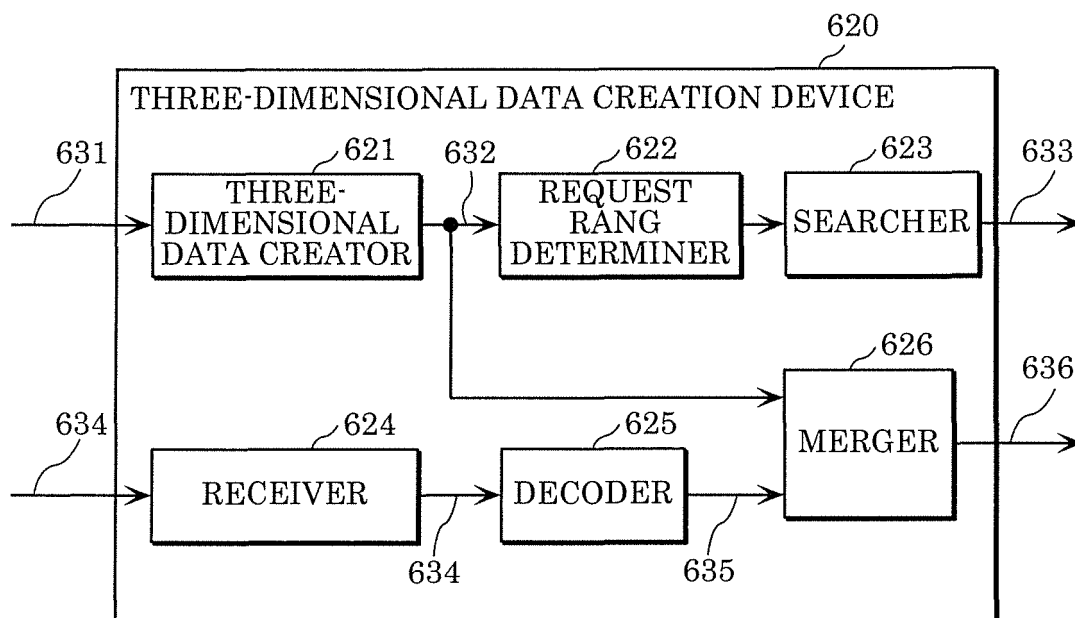 620
THREE-DIMENSIONAL DATA CREATION DEVICE
631
621
632
622
623
633
THREE-
DIMENSIONAL
DATA CREATOR
REQUEST
RANG
DETERMINER
SEARCHER
626
636
634
624
625
MERGER
RECEIVER
DECODER
634
635